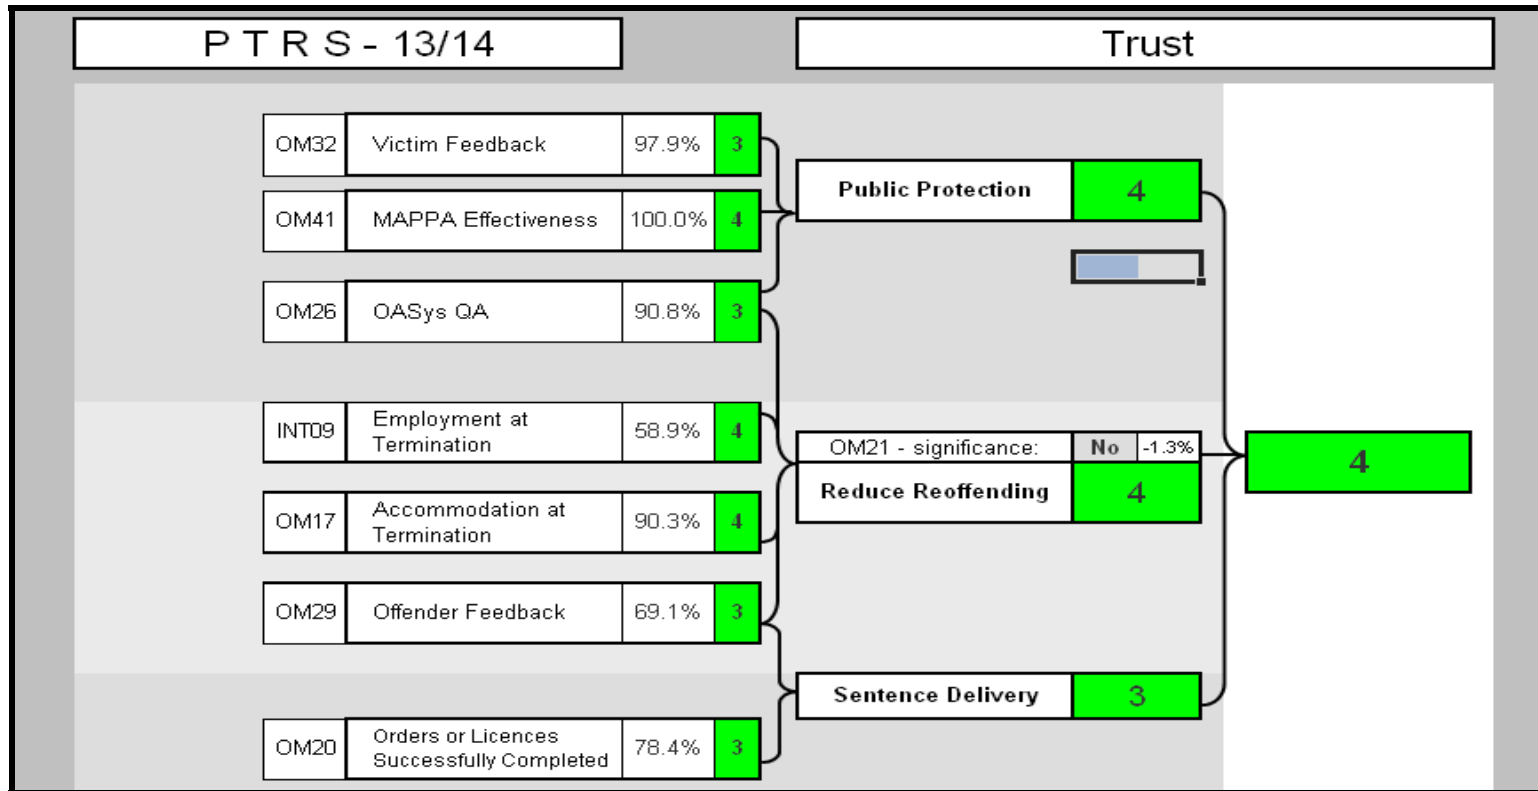 P T R S - 13/14
Trust
OM32 Victim Feedback 97.9% 3
OM41 MAPPA Effectiveness 100.0% 4
OM26 OASys QA 90.8% 3
Public Protection 4
INT09 Employment at
Termination 58.9% 4
OM17 Accommodation at
Termination 90.3% 4
OM29 Offender Feedback 69.1% 3
OM21 - significance: No -1.3%
Reduce Reoffending 4
4
OM20 Orders or Licences
Successfully Completed 78.4% 3
Sentence Delivery 3